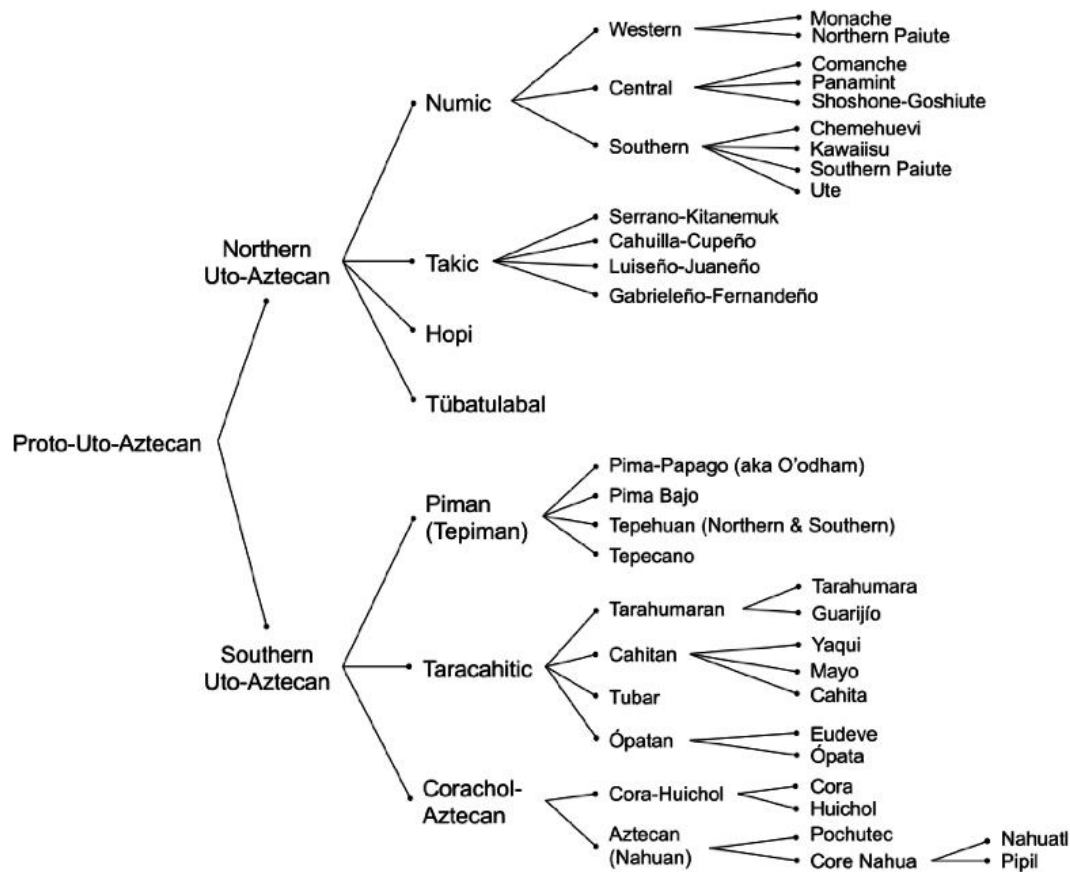 Monache
Western
Northern Paiute
Comanche
Numic
Central
Panamint
Shoshone-Goshiute
Chemehuevi
Southern
Kawaiisu
Southern Paiute
Ute
Serrano-Kitanemuk
Northern
Uto-Aztecan
Cahuilla-Cupeño
Takic
Luiseño-Juaneño
Gabrieleño-Fernandeño
Hopi
Tübatulabal
Proto-Uto-Aztecan
Pima-Papago (aka O'odham)
Piman
(Tepiman)
Pima Bajo
Tepehuan (Northern & Southern)
Tepecano
Tarahumara
Tarahumaran
Guarijío
Southern
Uto-Aztecan
Taracahitic
Cahitan
Yaqui
Mayo
Cahita
Tubar
Eudeve
Ópatan
Ópata
Corachol-
Aztecan
Cora-Huichol
Cora
Huichol
Aztecan
(Nahuan)
Pochutec
Core Nahua
Nahuatl
Pipil